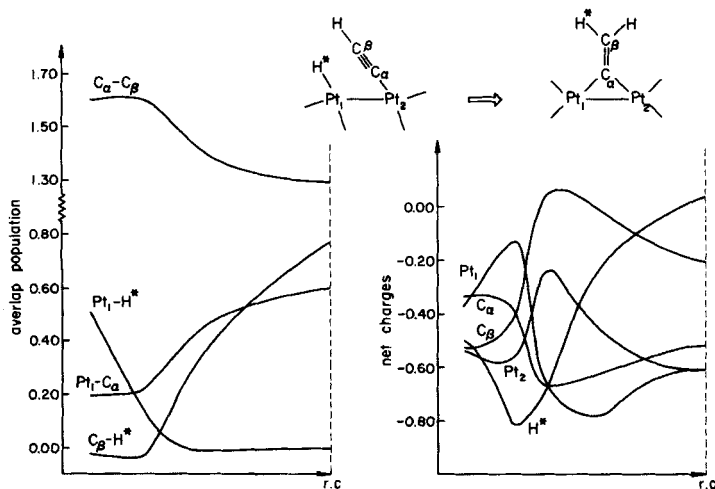 overlap population
1.70
1.50
1.30
0.80
0.60
0.40
0.20
0.00
Cα-Cβ
Pt₁-H*
Pt₁-Cα
Cβ-H*
r.c
H
Cβ
H*
Cα
Pt₁
Pt₂
⇒
H* H
Cβ
Cα
Pt₁ Pt₂
net charges
0.00
-0.20
-0.40
-0.60
-0.80
Pt₁
Cα
Cβ
Pt₂
H*
r.c